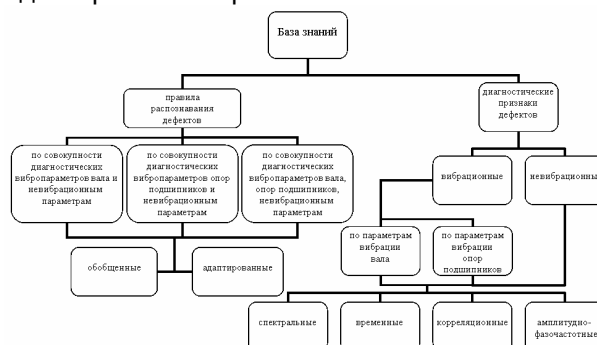 База знаний
правила
распознавания
дефектов
диагностические
признаки
дефектов
по совокупности
диагностических
вибропараметров вала и
невибрационным
параметрам
по совокупности
диагностических
вибропараметров опор
подшипников и
невибрационным
параметрам
по совокупности
диагностических
вибропараметров вала,
опор подшипников,
невибрационным
параметрам
вибрационные
невибрационны
по параметрам
вибрации
вала
по параметрам
вибрации
опор
подшипников
обобщенные
адаптированные
спектральные
временные
корреляционные
амплитудно-
фазочастотные